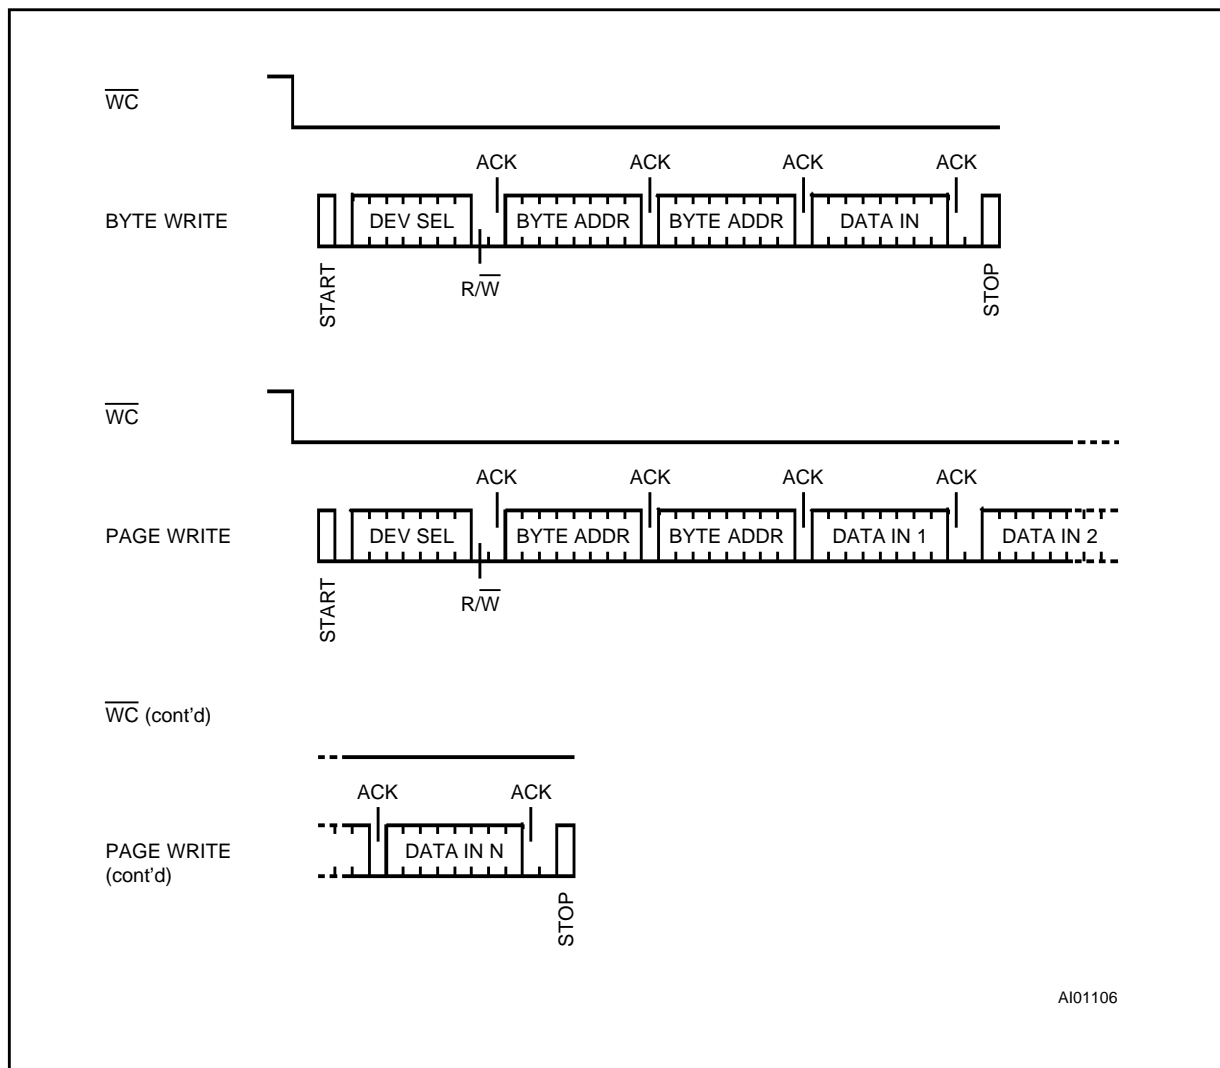 WC
ACK ACK ACK ACK
BYTE WRITE DEV SEL BYTE ADDR BYTE ADDR DATA IN
START R/W STOP
WC
ACK ACK ACK ACK
PAGE WRITE DEV SEL BYTE ADDR BYTE ADDR DATA IN 1 DATA IN 2
START R/W
WC (cont'd)
ACK ACK
PAGE WRITE DATA IN N
(cont'd)
STOP
AI01106